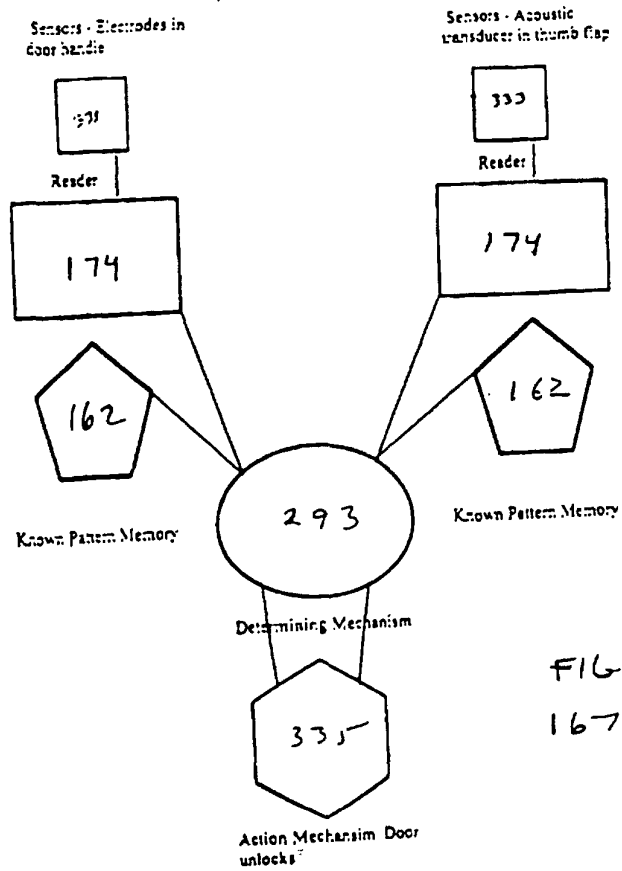 Sensors - Electrodes in
door handle
Sensors - Acoustic
transducer in thumb flap
333
Reader
Reader
174
174
162
162
293
Known Pattern Memory
Known Pattern Memory
Determining Mechanism
FIG
167
335
Action Mechansim Door
unlocks